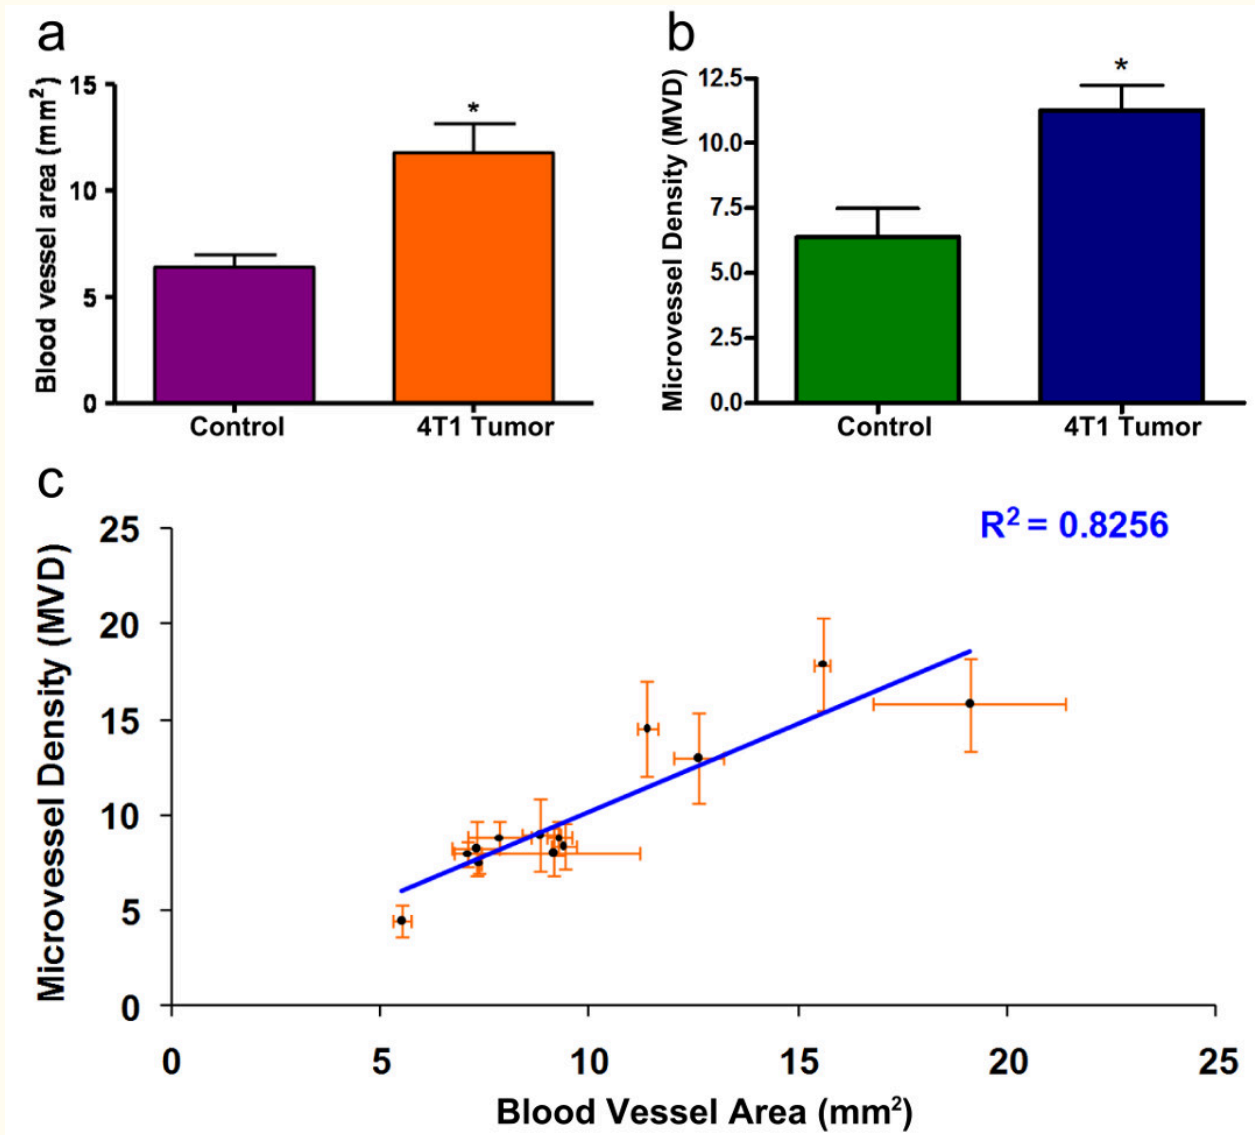 a
Blood vessel area (mm²)
15
10
5
0
*
Control
4T1 Tumor
b
Microvessel Density (MVD)
12.5
10.0
7.5
5.0
2.5
0.0
*
Control
4T1 Tumor
c
R² = 0.8256
Microvessel Density (MVD)
25
20
15
10
5
0
0 5 10 15 20 25
Blood Vessel Area (mm²)